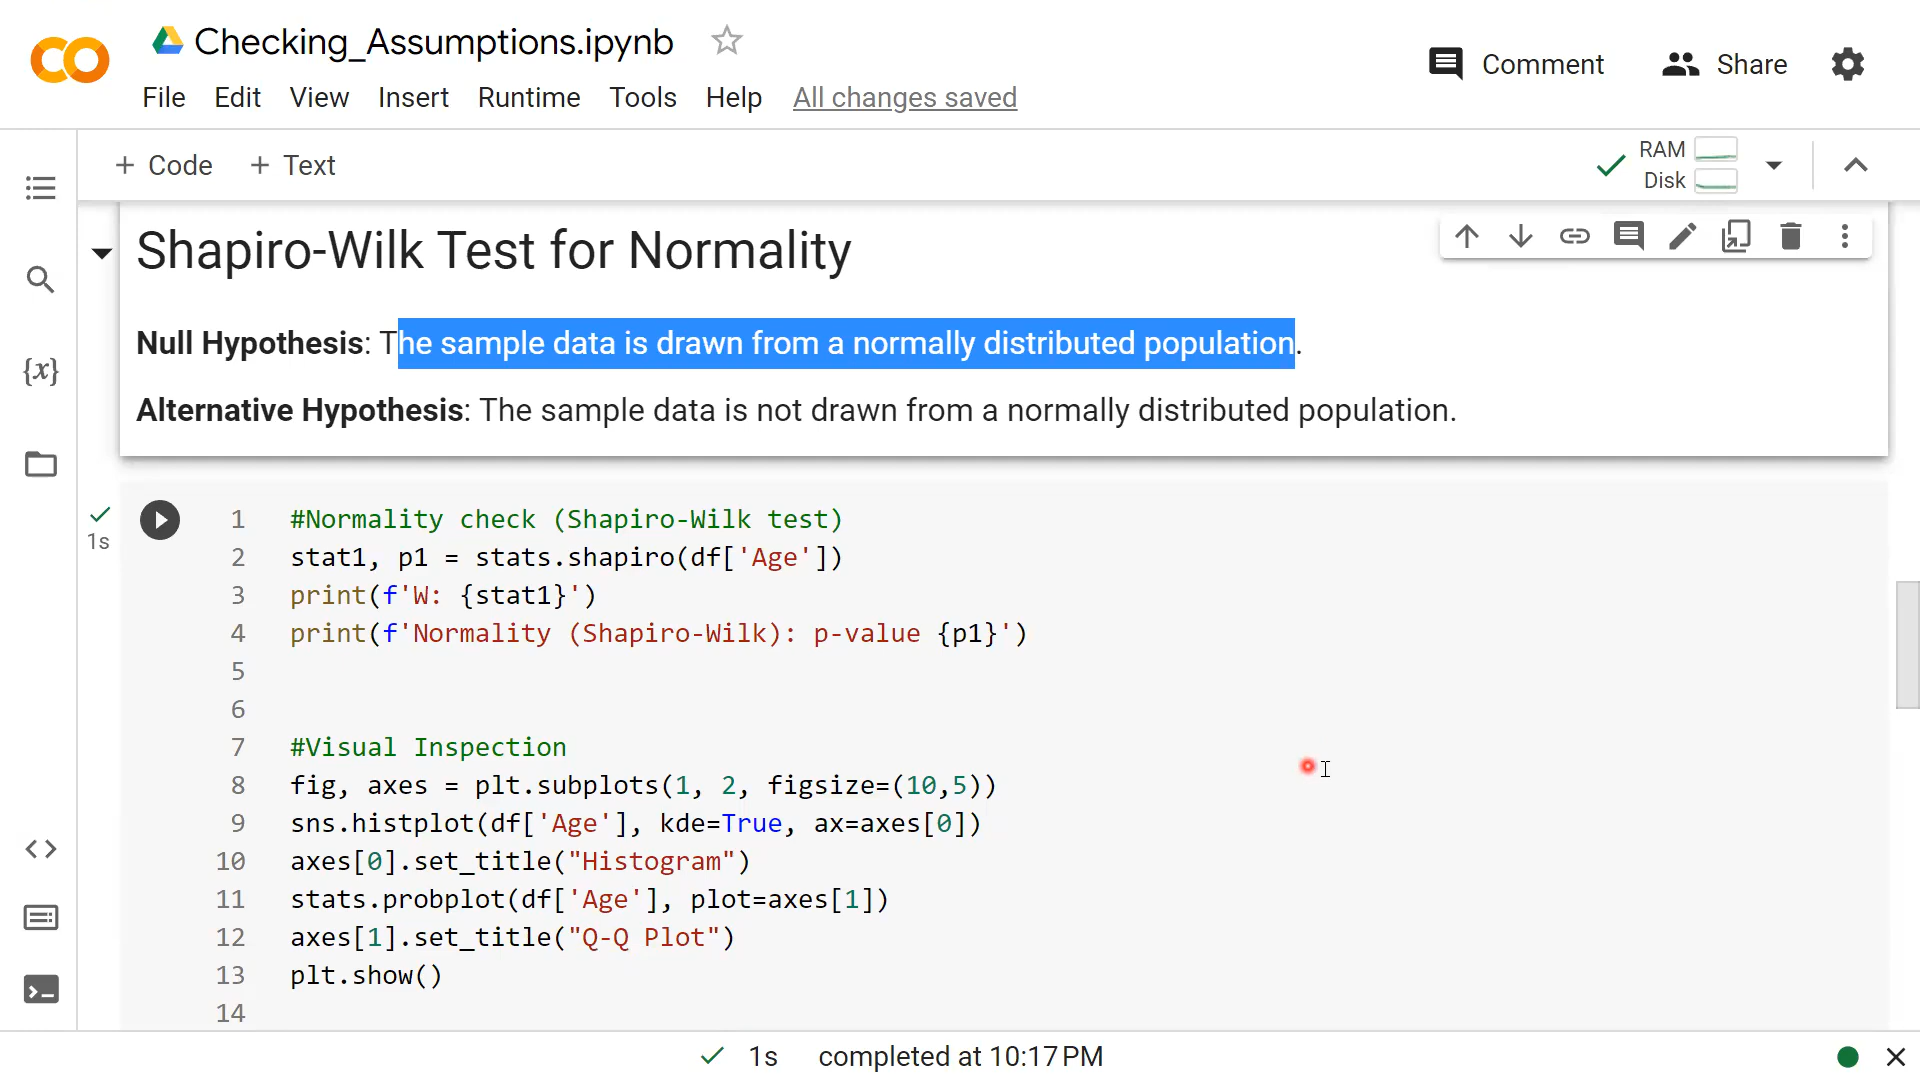 Checking_Assumptions.ipynb
File Edit View Insert Runtime Tools Help All changes saved
Comment Share
+ Code + Text
RAM
Disk
Shapiro-Wilk Test for Normality
Null Hypothesis: The sample data is drawn from a normally distributed population.
Alternative Hypothesis: The sample data is not drawn from a normally distributed population.
{x}
1s
1 #Normality check (Shapiro-Wilk test)
2 stat1, p1 = stats.shapiro(df['Age'])
3 print(f'W: {stat1}')
4 print(f'Normality (Shapiro-Wilk): p-value {p1}')
5
6
7 #Visual Inspection
8 fig, axes = plt.subplots(1, 2, figsize=(10,5))
9 sns.histplot(df['Age'], kde=True, ax=axes[0])
10 axes[0].set_title("Histogram")
11 stats.probplot(df['Age'], plot=axes[1])
12 axes[1].set_title("Q-Q Plot")
13 plt.show()
14
1s completed at 10:17 PM